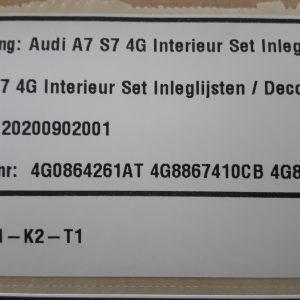 ng: Audi A7 S7 4G Interieur Set Inleg
7 4G Interieur Set Inleglijsten / Deco
20200902001
nr: 4G0864261AT 4G8867410CB 4G8
1-K2-T1